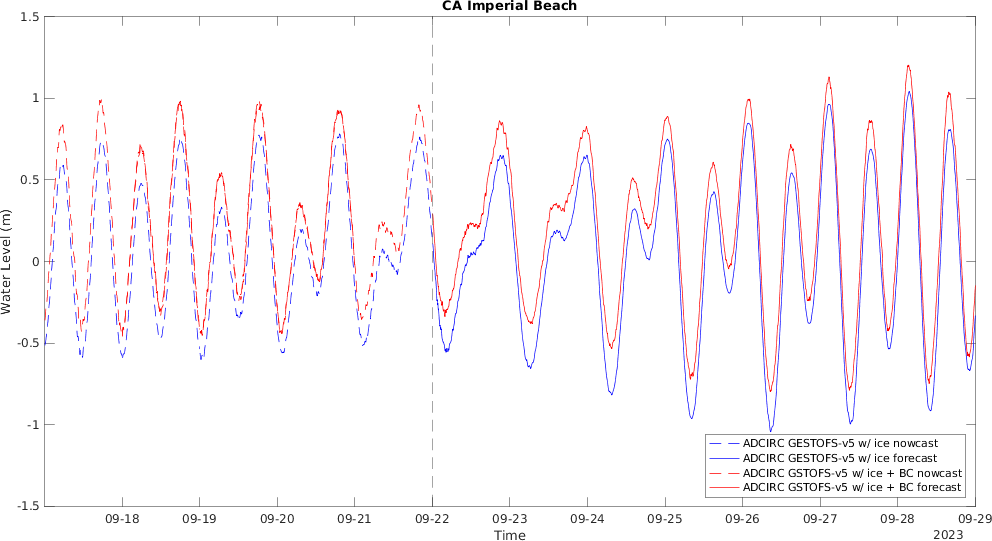 CA Imperial Beach
1.5
1
0.5
0
-0.5
-1
-1.5
Water Level (m)
ADCIRC GESTOFS-v5 w/ ice nowcast
ADCIRC GESTOFS-v5 w/ ice forecast
ADCIRC GSTOFS-v5 w/ ice + BC nowcast
ADCIRC GSTOFS-v5 w/ ice + BC forecast
09-18 09-19 09-20 09-21 09-22 09-23 09-24 09-25 09-26 09-27 09-28 09-29
Time
2023